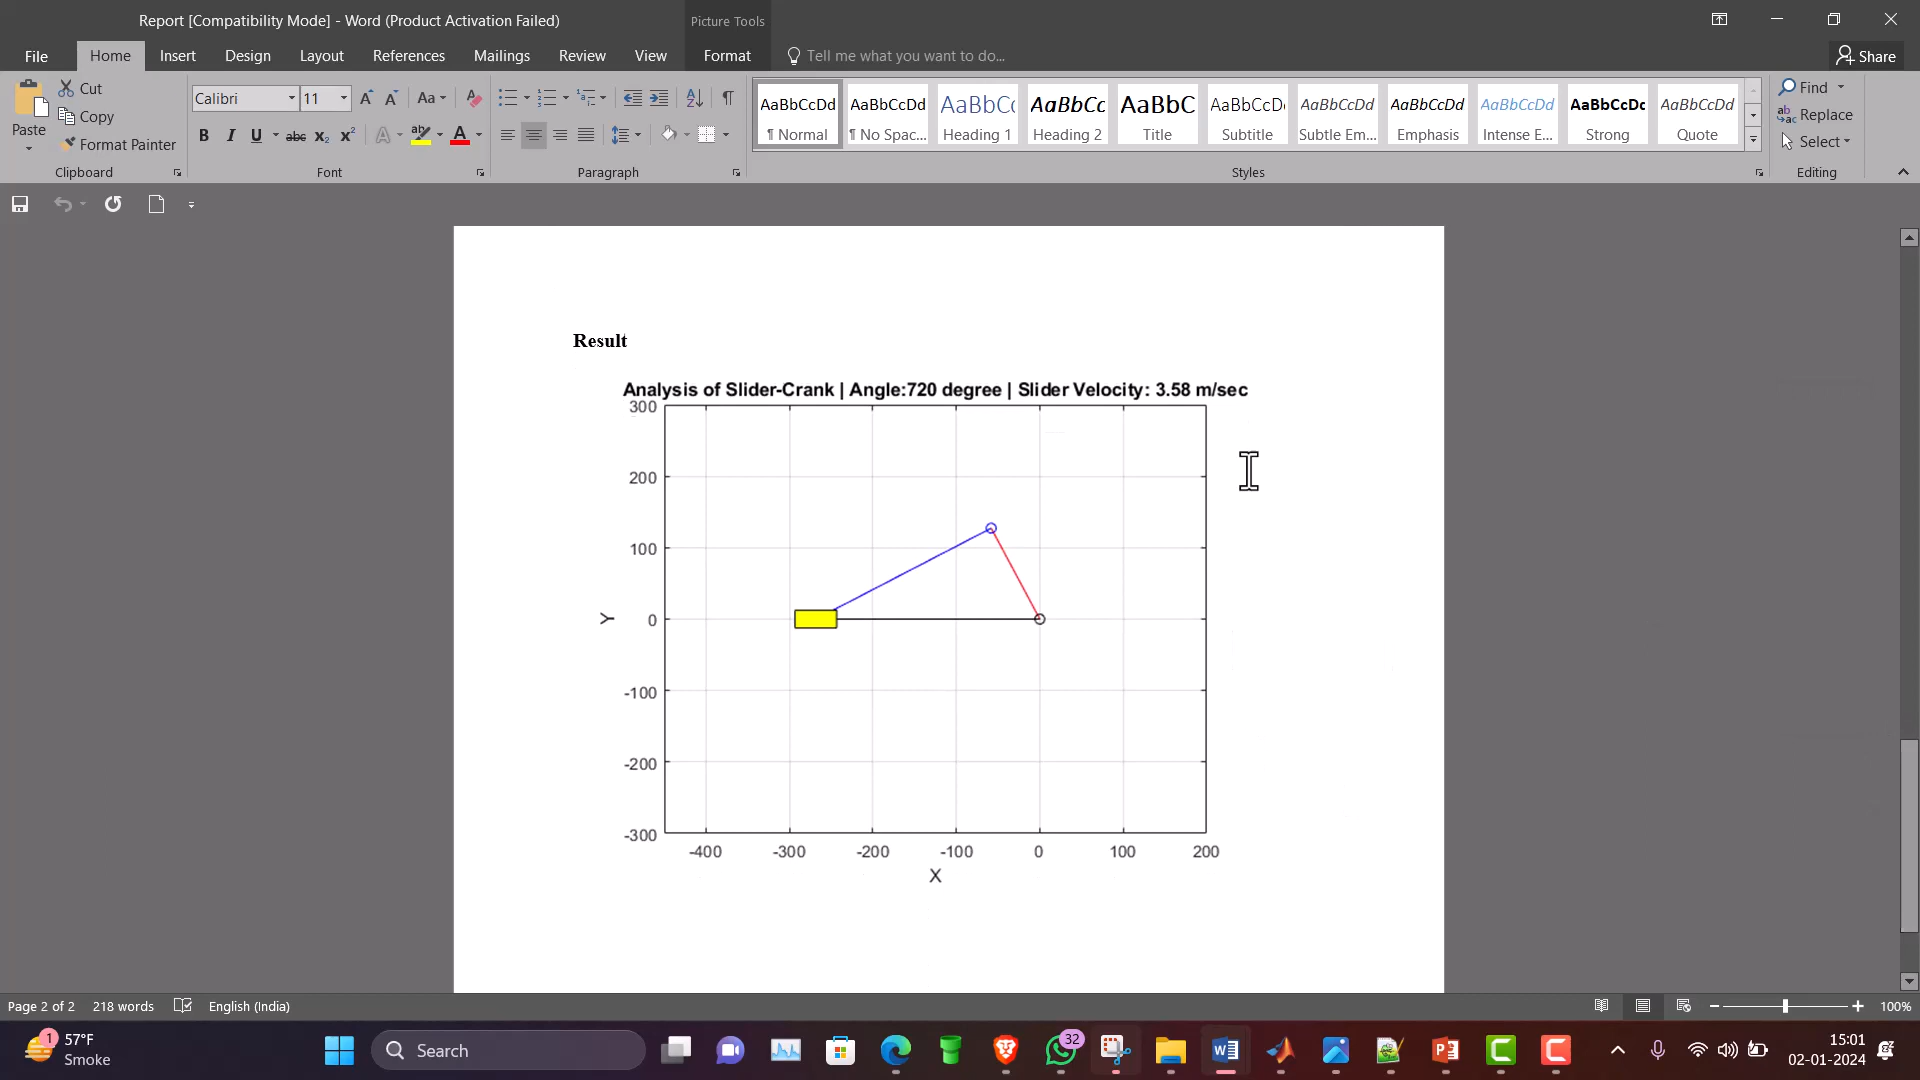 Report [Compatibility Mode] - Word (Product Activation Failed)
Picture Tools
File Home Insert Design Layout References Mailings Review View Format Tell me what you want to do... Share
Paste
Cut
Copy
Format Painter
Clipboard
Calibri 11
Font
Paragraph
AaBbCcDd AaBbCcDd AaBbCc AaBbCc AaBbC AaBbCcD AaBbCcDd AaBbCcDd AaBbCcDd AaBbCcDc AaBbCcDd
¶ Normal ¶ No Spac... Heading 1 Heading 2 Title Subtitle Subtle Em... Emphasis Intense E... Strong Quote
Styles
Find
Replace
Select
Editing
Result
Analysis of Slider-Crank | Angle:720 degree | Slider Velocity: 3.58 m/sec
300
200
100
0
-100
-200
-300
Y
-400 -300 -200 -100 0 100 200
X
Page 2 of 2 218 words English (India) 100%
57°F
Smoke
1
Search
32
15:01
02-01-2024